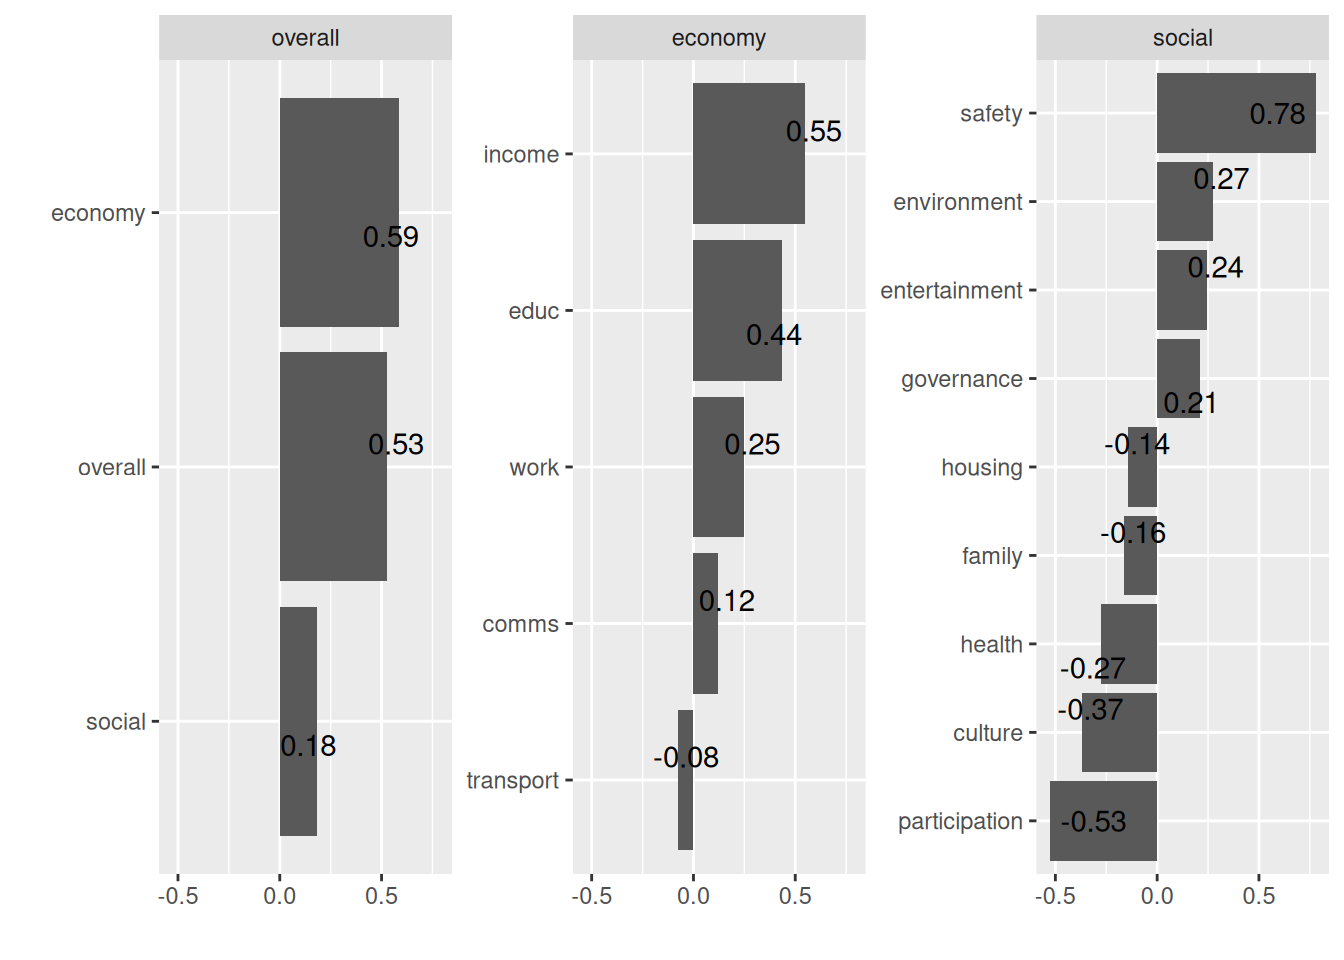 overall
economy
0.59
overall
0.53
social
0.18
-0.5 0.0 0.5
economy
income
0.55
educ
0.44
work
0.25
comms
0.12
transport
-0.08
-0.5 0.0 0.5
social
safety
0.78
environment
0.27
entertainment
0.24
governance
0.21
housing
-0.14
family
-0.16
health
-0.27
culture
-0.37
participation
-0.53
-0.5 0.0 0.5